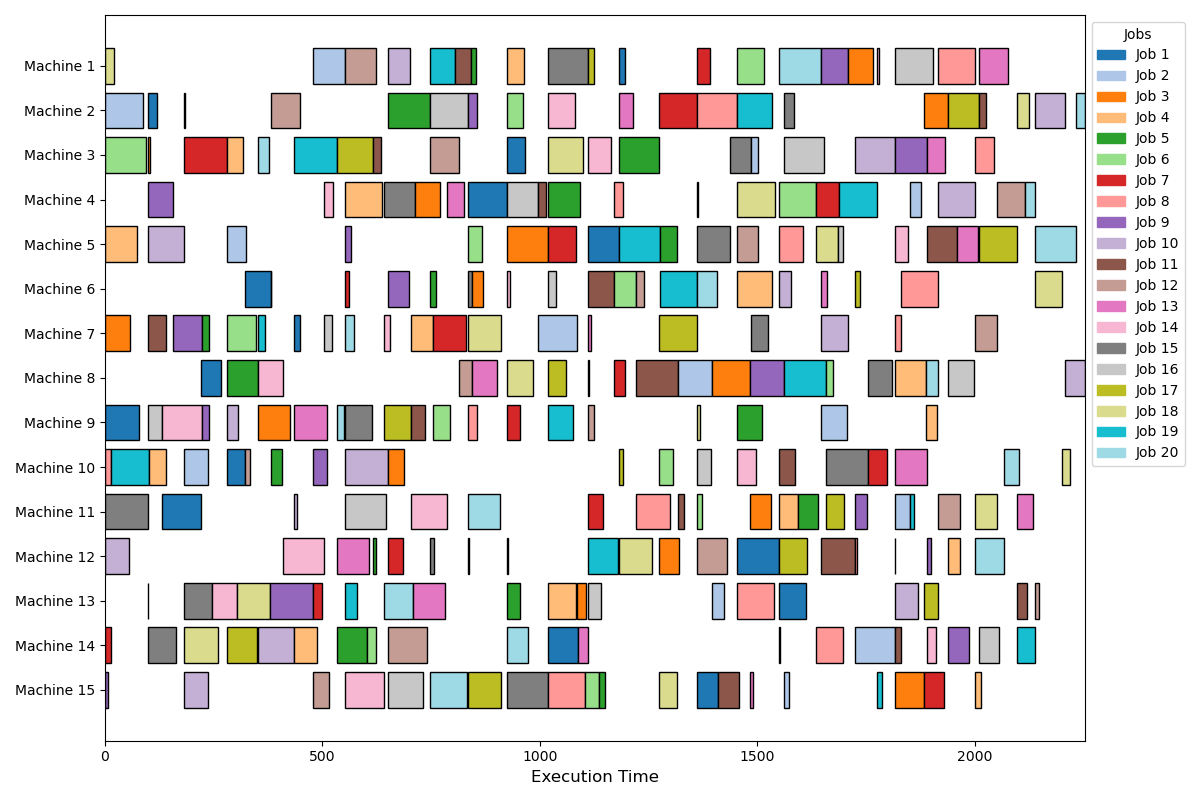 Machine 1
Machine 2
Machine 3
Machine 4
Machine 5
Machine 6
Machine 7
Machine 8
Machine 9
Machine 10
Machine 11
Machine 12
Machine 13
Machine 14
Machine 15
0
500
1000
1500
2000
Execution Time
Jobs
Job 1
Job 2
Job 3
Job 4
Job 5
Job 6
Job 7
Job 8
Job 9
Job 10
Job 11
Job 12
Job 13
Job 14
Job 15
Job 16
Job 17
Job 18
Job 19
Job 20